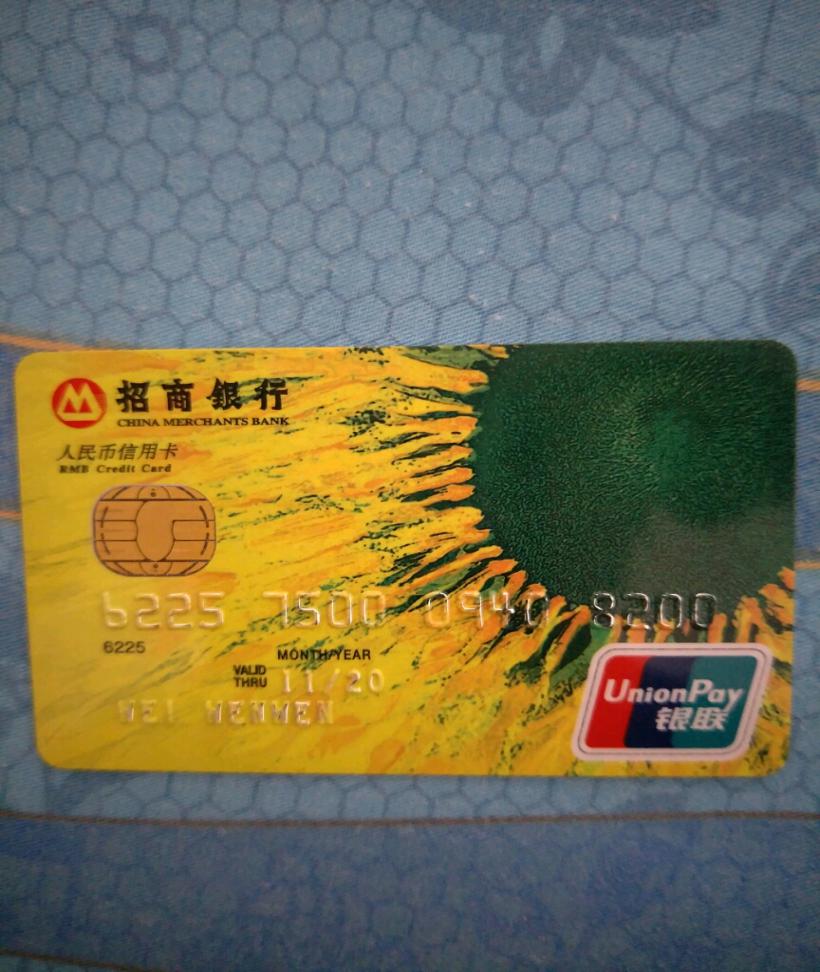 招商银行
CHINA MERCHANTS BANK
人民币信用卡
RMB Credit Card
6225 7500 0940 8200
6225
MONTH/YEAR
VALID
THRU 11/20
WEI
UnionPay
银联